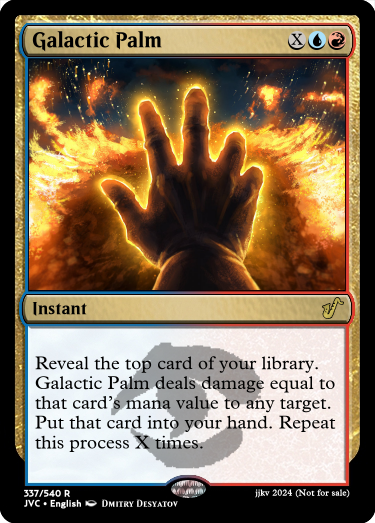 Galactic Palm X
Instant
Reveal the top card of your library.
Galactic Palm deals damage equal to
that card's mana value to any target.
Put that card into your hand. Repeat
this process X times.
337/540 R
JVC • English Dmitry Desyatov
jjkv 2024 (Not for sale)